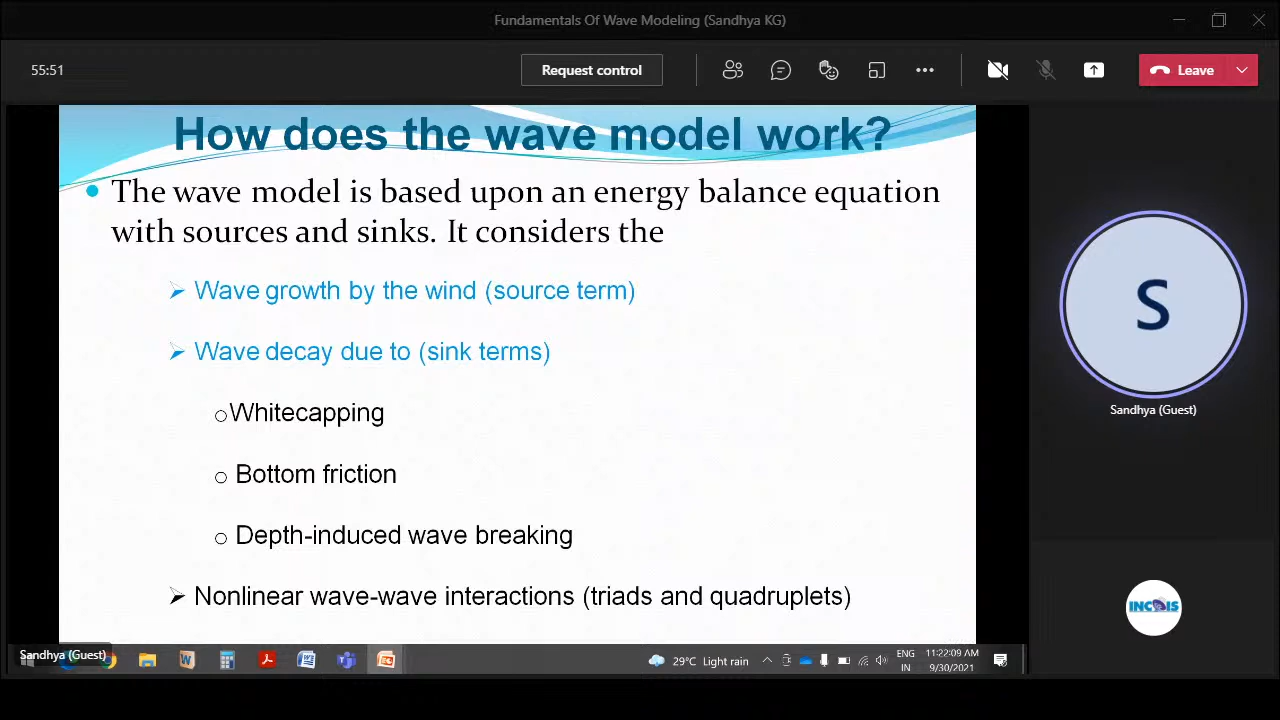 Fundamentals Of Wave Modeling (Sandhya KG)
55:51
Request control
Leave
How does the wave model work?
The wave model is based upon an energy balance equation
with sources and sinks. It considers the
Wave growth by the wind (source term)
Wave decay due to (sink terms)
Whitecapping
Bottom friction
Depth-induced wave breaking
Nonlinear wave-wave interactions (triads and quadruplets)
S
Sandhya (Guest)
INCOIS
Sandhya (Guest)
29°C Light rain
ENG
IN
11:22:09 AM
9/30/2021